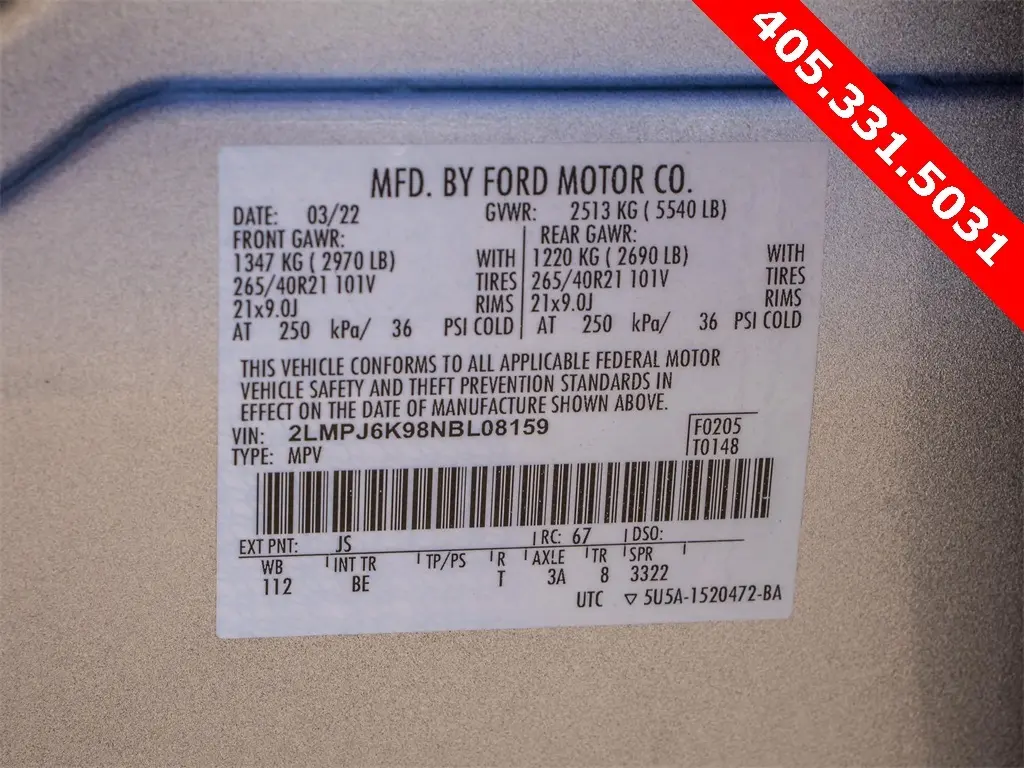 405.331.5031
MFD. BY FORD MOTOR CO.
DATE: 03/22 GVWR: 2513 KG ( 5540 LB)
FRONT GAWR: REAR GAWR:
1347 KG ( 2970 LB) WITH 1220 KG ( 2690 LB) WITH
265/40R21 101V TIRES 265/40R21 101V TIRES
21x9.0J RIMS 21x9.0J RIMS
AT 250 kPa/ 36 PSI COLD AT 250 kPa/ 36 PSI COLD
THIS VEHICLE CONFORMS TO ALL APPLICABLE FEDERAL MOTOR
VEHICLE SAFETY AND THEFT PREVENTION STANDARDS IN
EFFECT ON THE DATE OF MANUFACTURE SHOWN ABOVE.
VIN: 2LMPJ6K98NBL08159 F0205
TYPE: MPV T0148
EXT PNT: JS RC: 67 DSO:
WB INT TR TP/PS R AXLE TR SPR
112 BE T 3A 8 3322
UTC ▽ 5U5A-1520472-BA